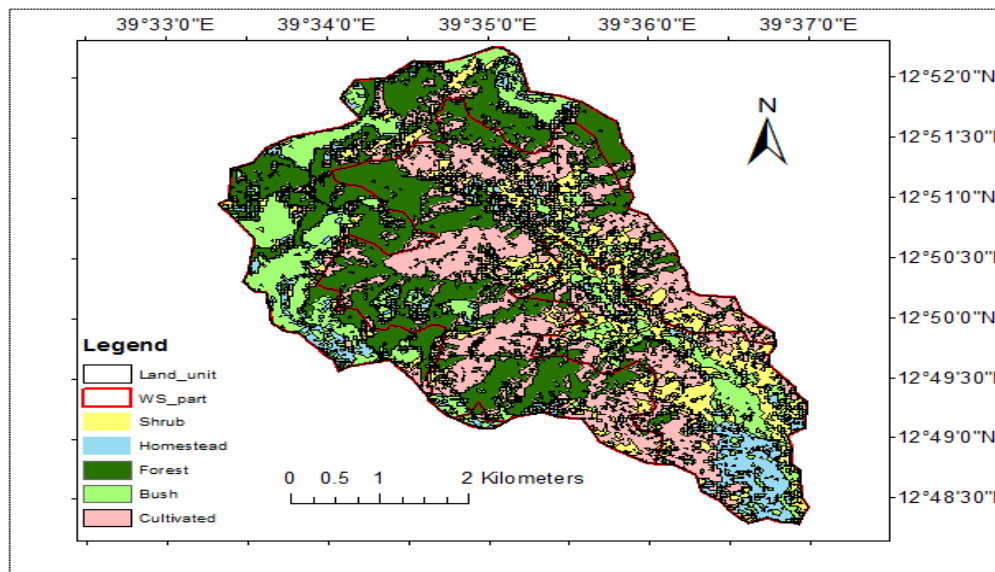 39°33'0"E 39°34'0"E 39°35'0"E 39°36'0"E 39°37'0"E
12°52'0"N
N
12°51'30"N
12°51'0"N
12°50'30"N
12°50'0"N
Legend
Land_unit
12°49'30"N
WS_part
Shrub
12°49'0"N
Homestead
Forest
0 0.5 1 2 Kilometers
Bush
12°48'30"N
Cultivated